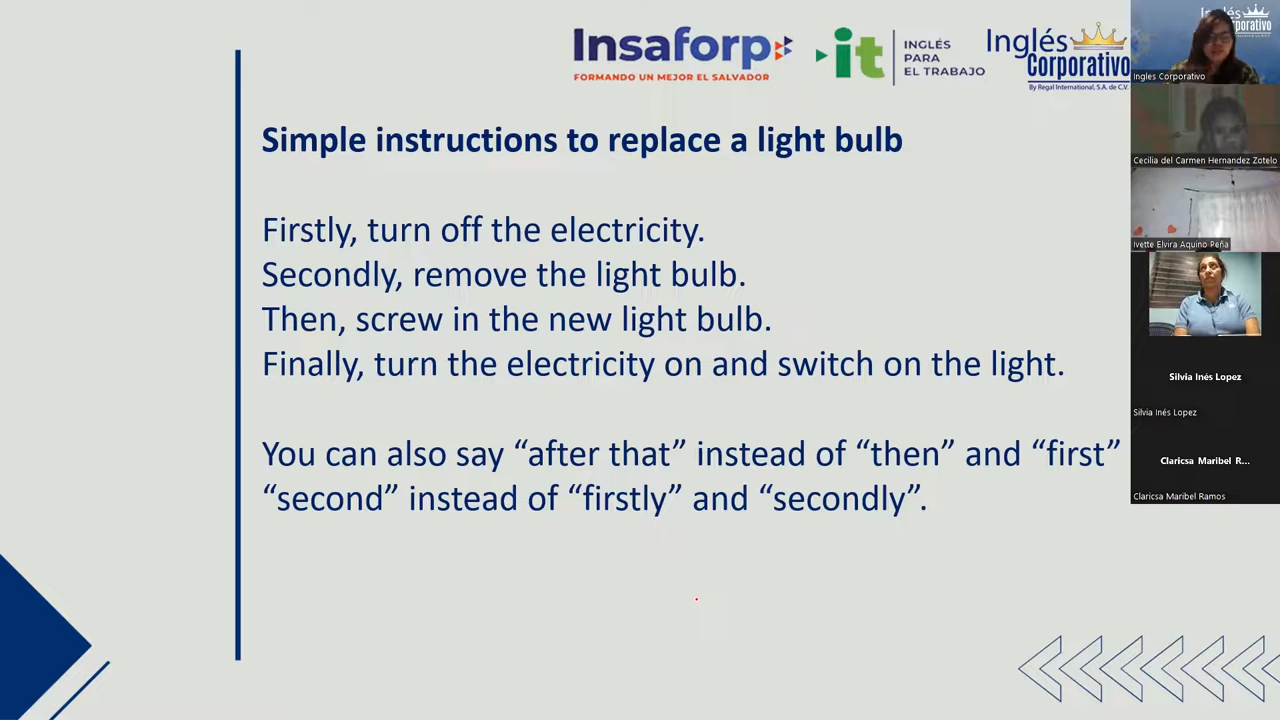 Insaforp
FORMANDO UN MEJOR EL SALVADOR
it
INGLÉS
PARA
EL TRABAJO
Inglés
Corporativo
By Regal International, S.A. de C.V.
Simple instructions to replace a light bulb
Firstly, turn off the electricity.
Secondly, remove the light bulb.
Then, screw in the new light bulb.
Finally, turn the electricity on and switch on the light.
You can also say “after that” instead of “then” and “first”
“second” instead of “firstly” and “secondly”.
Ingles Corporativo
Cecilia del Carmen Hernandez Zotelo
Ivette Elvira Aquino Peña
Silvia Inés Lopez
Silvia Inés Lopez
Claricsa Maribel R...
Claricsa Maribel Ramos